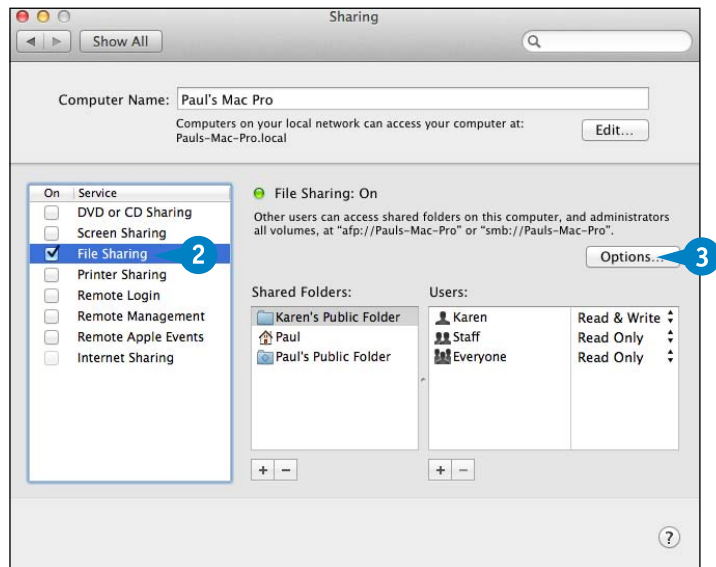 Sharing
Show All
Computer Name: Paul's Mac Pro
Computers on your local network can access your computer at:
Pauls-Mac-Pro.local
Edit...
On Service
DVD or CD Sharing
Screen Sharing
File Sharing 2
Printer Sharing
Remote Login
Remote Management
Remote Apple Events
Internet Sharing
File Sharing: On
Other users can access shared folders on this computer, and administrators
all volumes, at “afp://Pauls-Mac-Pro” or “smb://Pauls-Mac-Pro”.
Options... 3
Shared Folders:
Karen's Public Folder
Paul
Paul's Public Folder
Users:
Karen Read & Write
Staff Read Only
Everyone Read Only
+ −
+ −
?